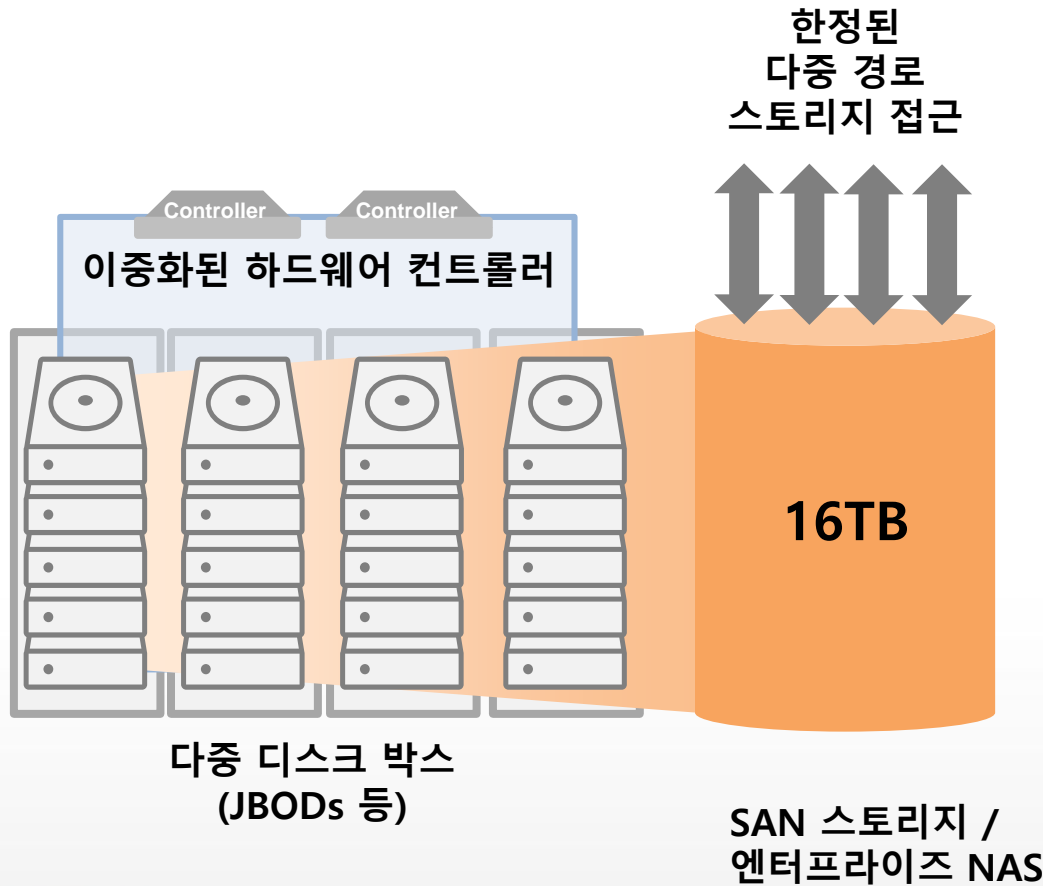 한정된
다중 경로
스토리지 접근
Controller
Controller
이중화된 하드웨어 컨트롤러
16TB
다중 디스크 박스
(JBODs 등)
SAN 스토리지 /
엔터프라이즈 NAS